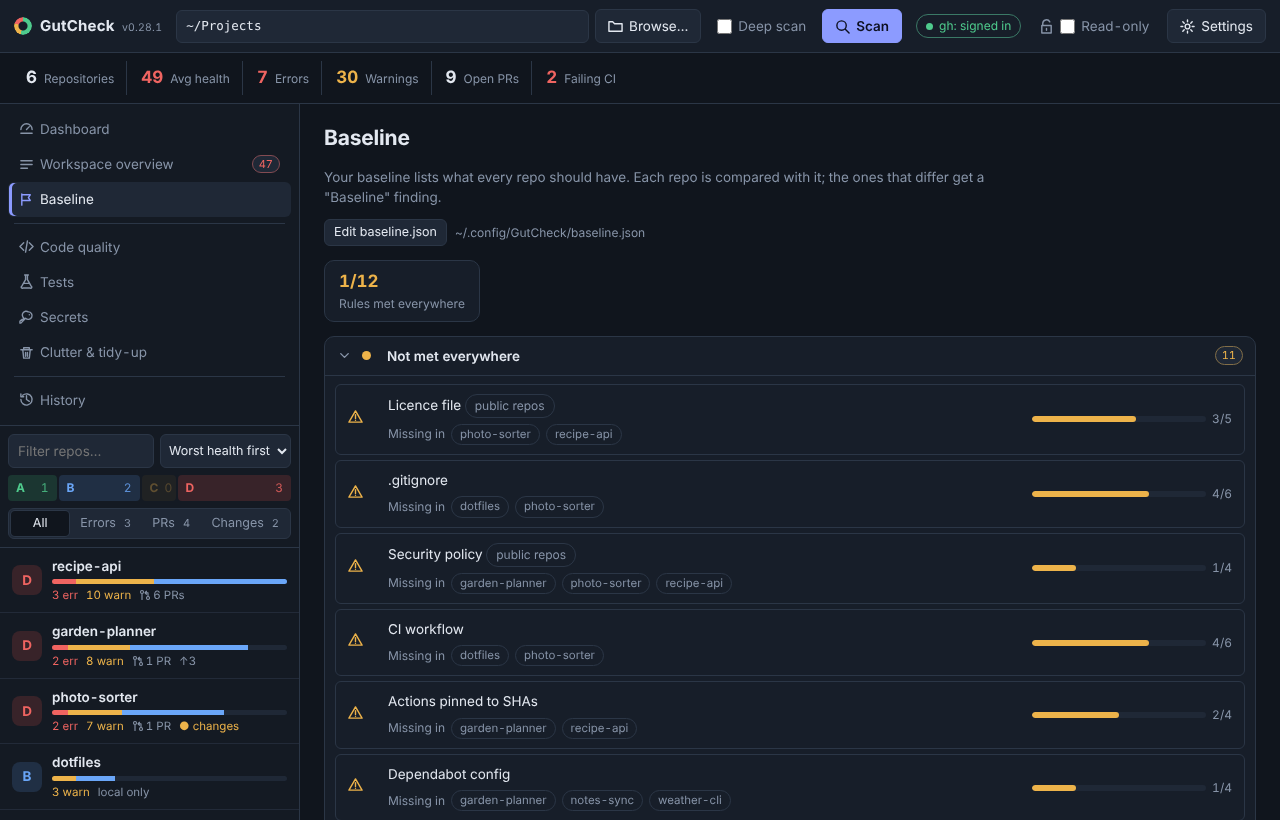 GutCheck v0.28.1 ~/Projects Browse... Deep scan Scan gh: signed in Read-only Settings
6 Repositories 49 Avg health 7 Errors 30 Warnings 9 Open PRs 2 Failing CI
Dashboard
Workspace overview 47
Baseline
Code quality
Tests
Secrets
Clutter & tidy-up
History
Filter repos... Worst health first
A 1 B 2 C 0 D 3
All Errors 3 PRs 4 Changes 2
D recipe-api
3 err 10 warn 6 PRs
D garden-planner
2 err 8 warn 1 PR ↑3
D photo-sorter
2 err 7 warn 1 PR changes
B dotfiles
3 warn local only
Baseline
Your baseline lists what every repo should have. Each repo is compared with it; the ones that differ get a
"Baseline" finding.
Edit baseline.json ~/.config/GutCheck/baseline.json
1/12
Rules met everywhere
Not met everywhere 11
Licence file public repos
Missing in photo-sorter recipe-api 3/5
.gitignore
Missing in dotfiles photo-sorter 4/6
Security policy public repos
Missing in garden-planner photo-sorter recipe-api 1/4
CI workflow
Missing in dotfiles photo-sorter 4/6
Actions pinned to SHAs
Missing in garden-planner recipe-api 2/4
Dependabot config
Missing in garden-planner notes-sync weather-cli 1/4